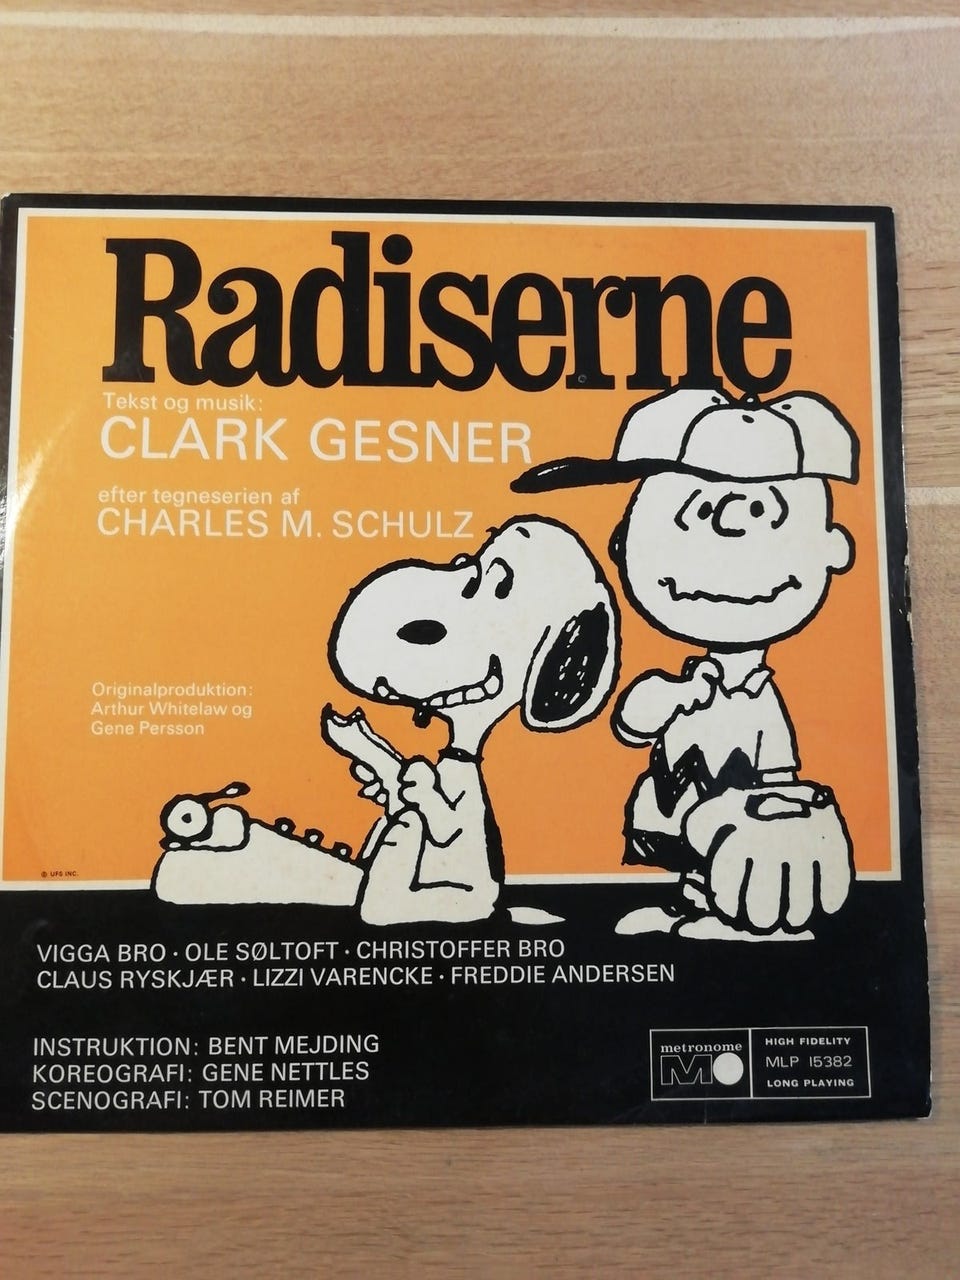 Radiserne
Tekst og musik:
CLARK GESNER
efter tegneserien af
CHARLES M. SCHULZ
Originalproduktion:
Arthur Whitelaw og
Gene Persson
© UFS INC.
VIGGA BRO · OLE SØLTOFT · CHRISTOFFER BRO
CLAUS RYSKJÆR · LIZZI VARENCKE · FREDDIE ANDERSEN
INSTRUKTION: BENT MEJDING
KOREOGRAFI: GENE NETTLES
SCENOGRAFI: TOM REIMER
metronome
HIGH FIDELITY
MLP 15382
LONG PLAYING